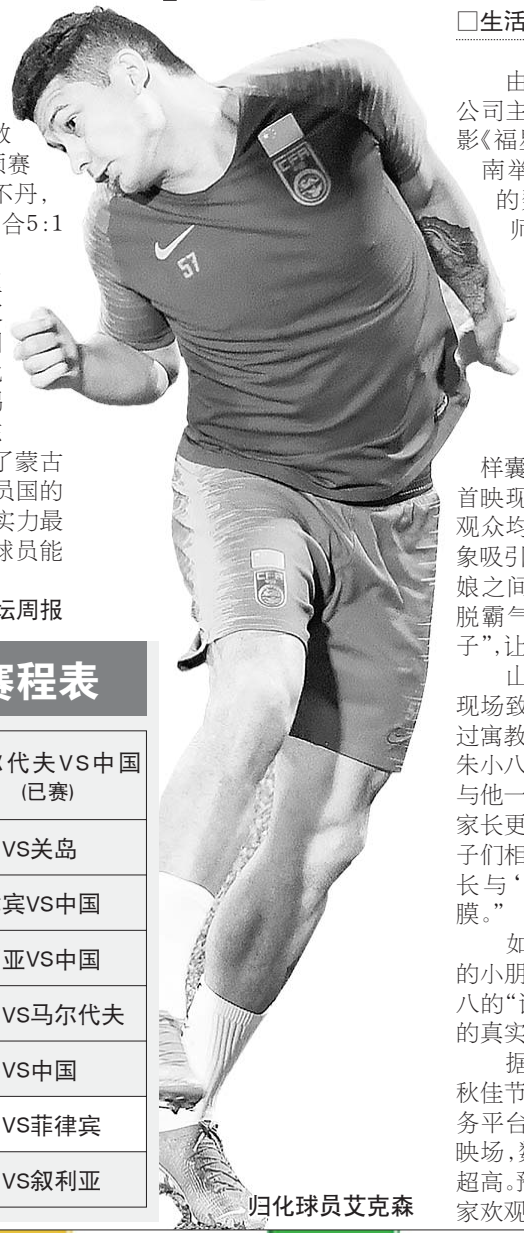 不丹,
合5:1
了蒙古
员国的
实力最
球员能
坛周报
赛程表
代夫VS中国
(已赛)
VS关岛
宾VS中国
亚VS中国
VS马尔代夫
VS中国
VS菲律宾
VS叙利亚
57
CFA
CFA
归化球员艾克森
□生活
由
公司主
影《福星
南举
的
师
样囊
首映现
观众均
象吸引
娘之间
脱霸气
子”,让
山
现场致
过寓教
朱小八
与他一
家长更
子们相
长与‘
膜。”
如
的小朋
八的“诉
的真实
据
秋佳节
务平台
映场,数
超高。预
家欢观